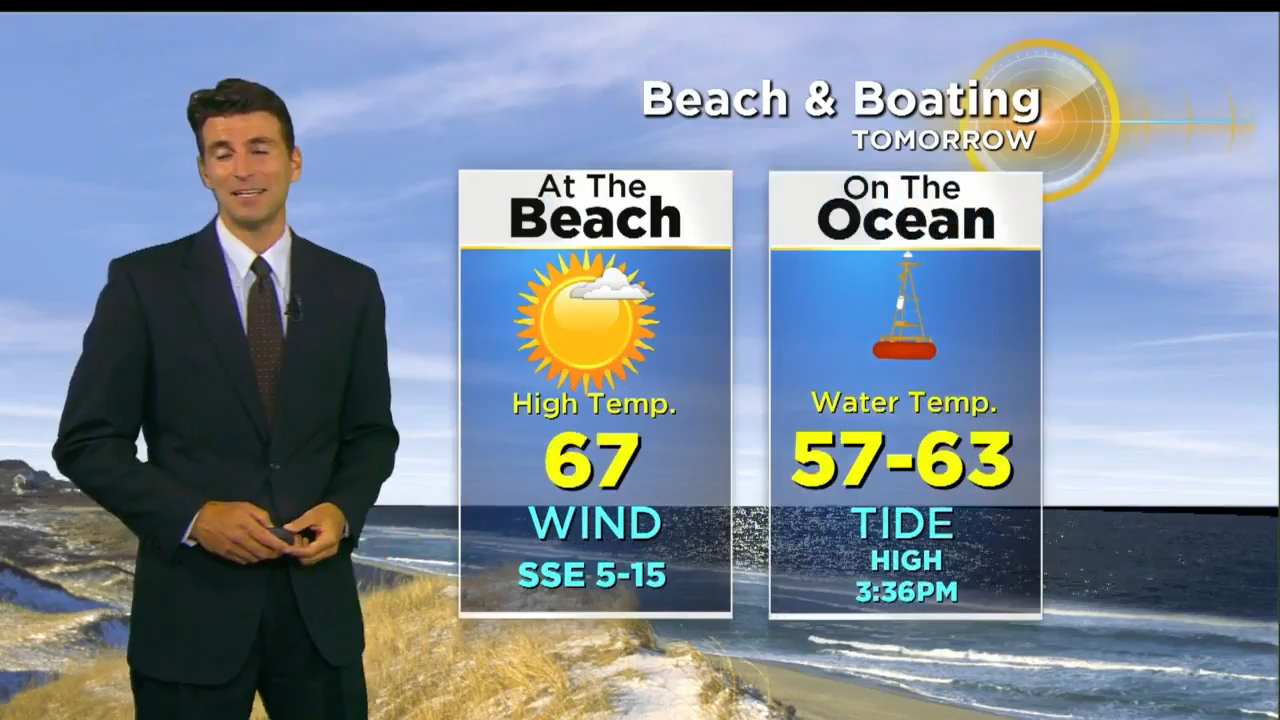 Beach & Boating
TOMORROW
At The
Beach
High Temp.
67
WIND
SSE 5-15
On The
Ocean
Water Temp.
57-63
TIDE
HIGH
3:36PM